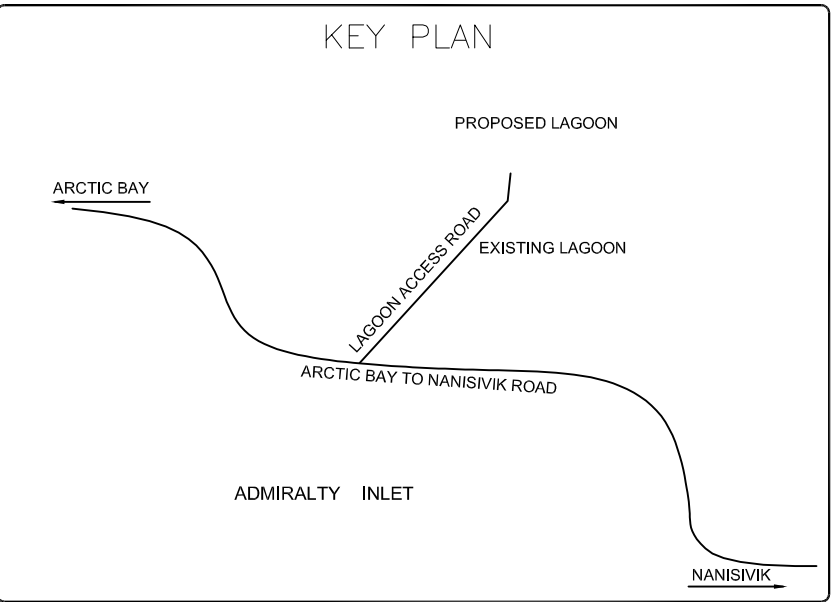 KEY PLAN
PROPOSED LAGOON
ARCTIC BAY
LAGOON ACCESS ROAD
EXISTING LAGOON
ARCTIC BAY TO NANISIVIK ROAD
ADMIRALTY INLET
NANISIVIK